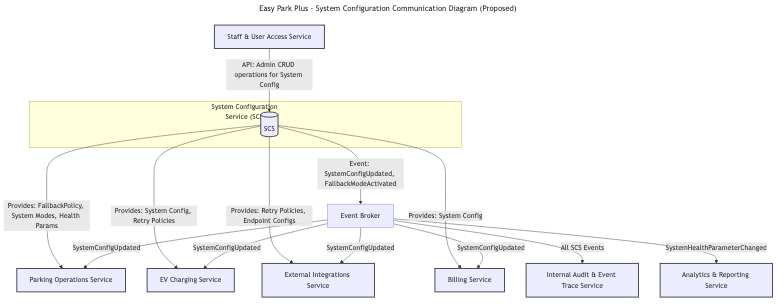 Easy Park Plus - System Configuration Communication Diagram (Proposed)
Staff & User Access Service
API: Admin CRUD
operations for System
Config
System Configuration
Service (SCS
SCS
Event:
SystemConfigUpdated,
FallbackModeActivated
Provides: FallbackPolicy,
System Modes, Health
Params
Provides: System Config,
Retry Policies
Provides: Retry Policies,
Endpoint Configs
Event Broker
Provides: System Config
SystemConfigUpdated
SystemConfigUpdated
SystemConfigUpdated
SystemConfigUpdated
All SCS Events
SystemHealthParameterChanged
Parking Operations Service
EV Charging Service
External Integrations
Service
Billing Service
Internal Audit & Event
Trace Service
Analytics & Reporting
Service